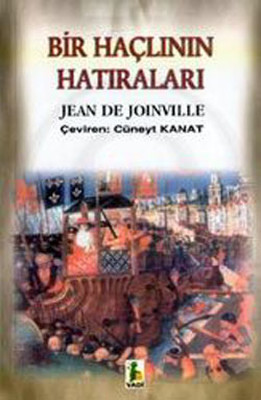 BİR HAÇLININ
HATIRALARI
JEAN DE JOINVILLE
Çeviren: Cüneyt KANAT
VADİ